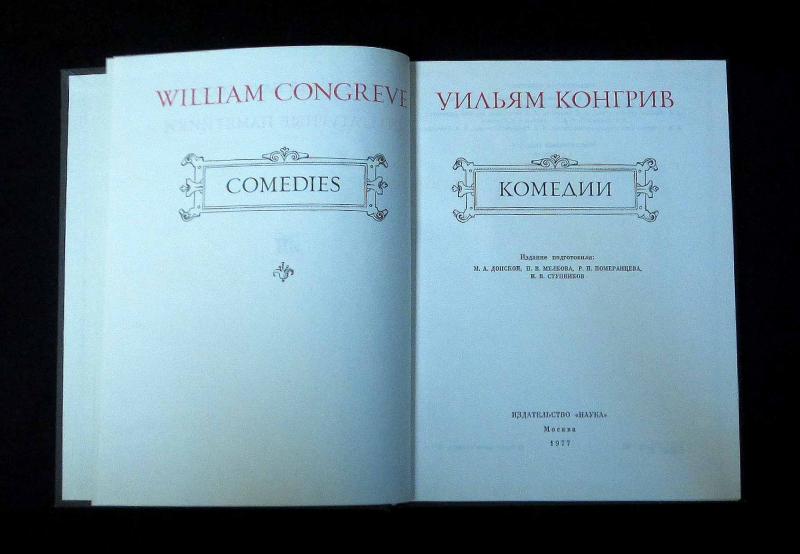 WILLIAM CONGREVE
COMEDIES
УИЛЬЯМ КОНГРИВ
КОМЕДИИ
Издание подготовили:
М. А. ДОНСКОЙ, П. В. МЕЛКОВА, Р. П. ПОМЕРАНЦЕВА,
И. В. СТУПНИКОВ
ИЗДАТЕЛЬСТВО «НАУКА»
Москва
1977